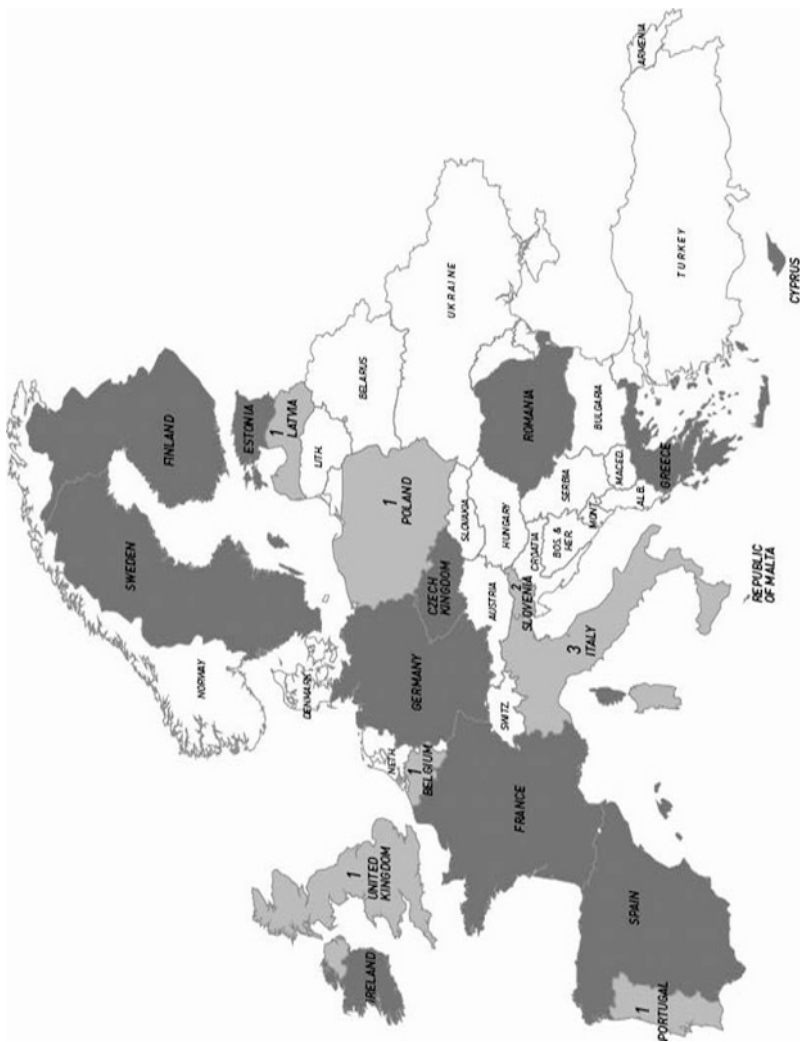 FINLAND
SWEDEN
NORWAY
ESTONIA
1
LATVIA
LITH.
BELARUS
DENMARK
1
POLAND
UKRAINE
1
UNITED
KINGDOM
IRELAND
NETH.
1
BELGIUM
GERMANY
CZECH
KINGDOM
SLOVAKIA
FRANCE
SWITZ.
AUSTRIA
HUNGARY
ROMANIA
2
SLOVENIA
CROATIA
BOS. &
HER.
SERBIA
MONT.
BULGARIA
MACED.
ALB.
3
ITALY
GREECE
TURKEY
ARMENIA
1
PORTUGAL
SPAIN
REPUBLIC
OF MALTA
CYPRUS